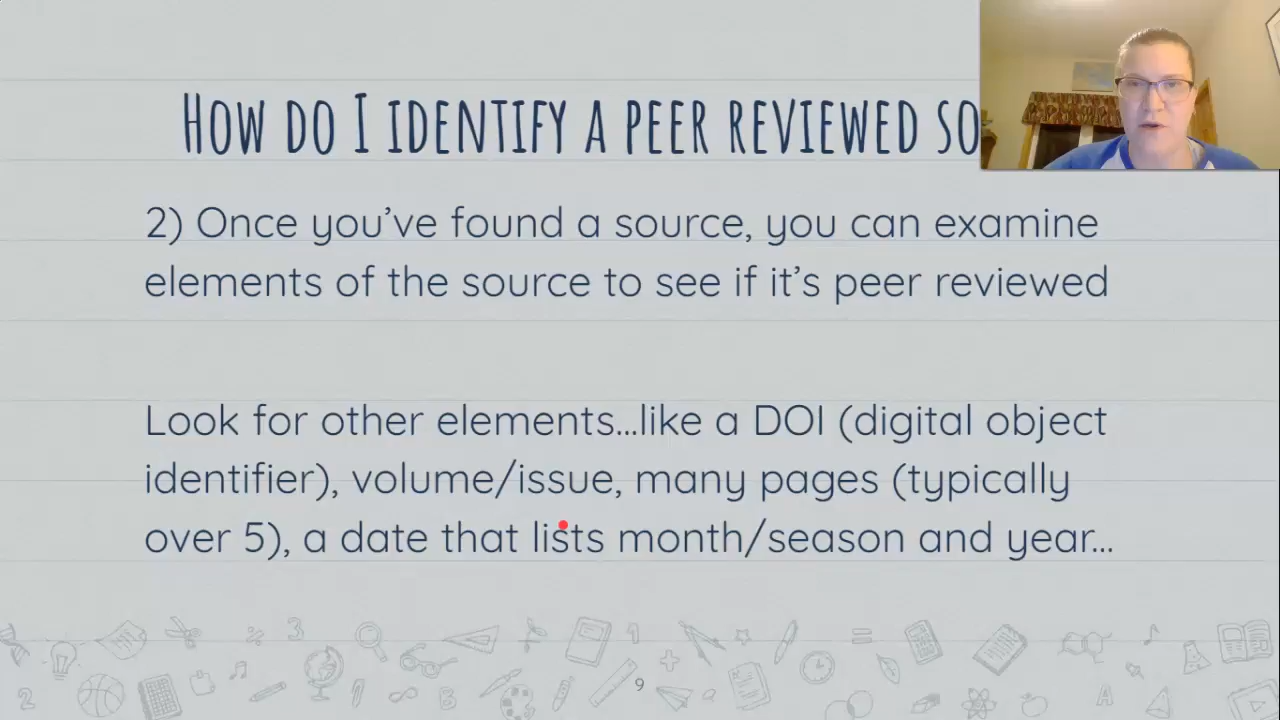 How do I identify a peer reviewed so
2) Once you've found a source, you can examine
elements of the source to see if it's peer reviewed
Look for other elements...like a DOI (digital object
identifier), volume/issue, many pages (typically
over 5), a date that lists month/season and year...
9